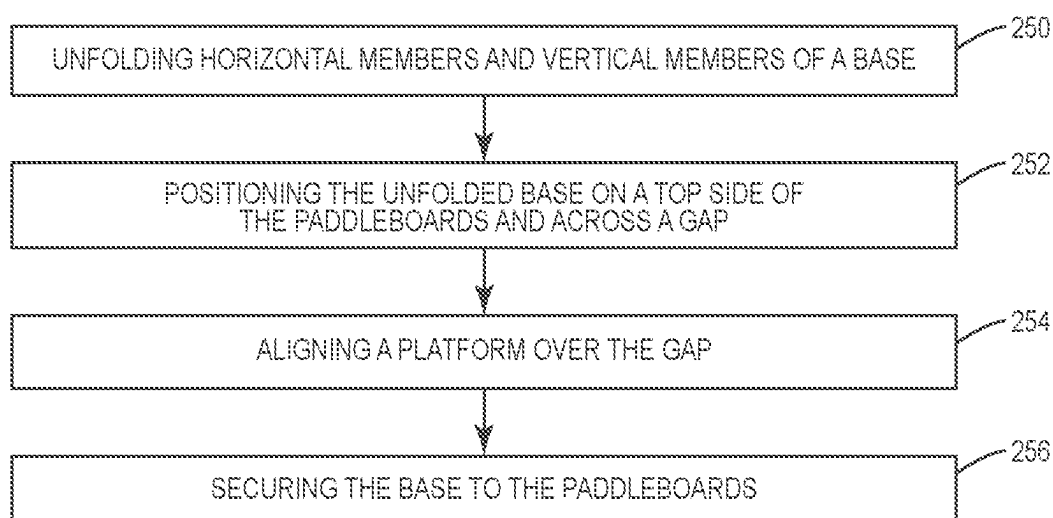 250
UNFOLDING HORIZONTAL MEMBERS AND VERTICAL MEMBERS OF A BASE
252
POSITIONING THE UNFOLDED BASE ON A TOP SIDE OF
THE PADDLEBOARDS AND ACROSS A GAP
254
ALIGNING A PLATFORM OVER THE GAP
256
SECURING THE BASE TO THE PADDLEBOARDS